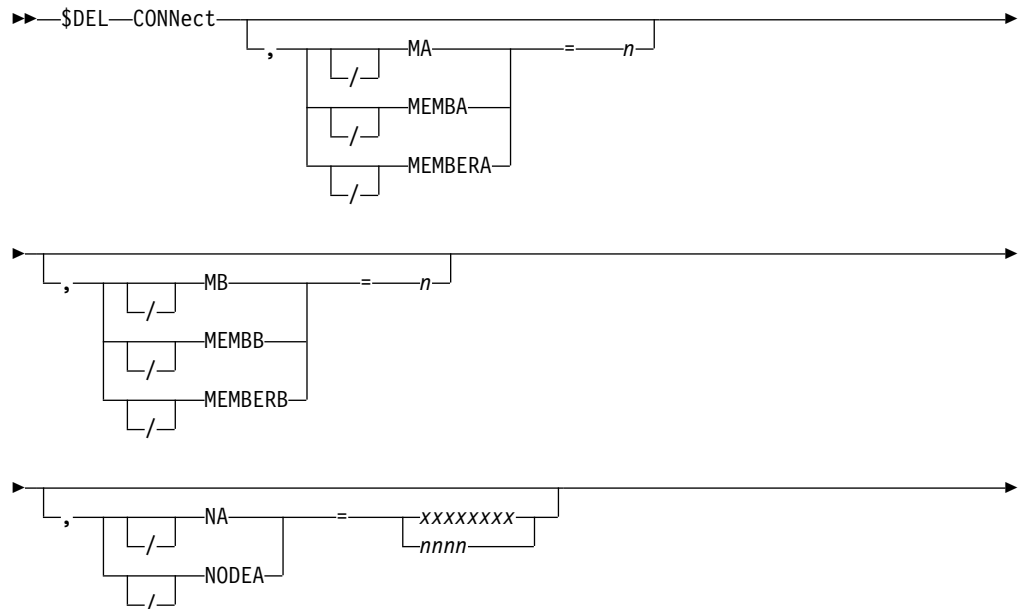 $DEL CONNect , / MA = n
/ MEMBA
/ MEMBERA
, / MB = n
/ MEMBB
/ MEMBERB
, / NA = xxxxxxxx
/ NODEA nnnn